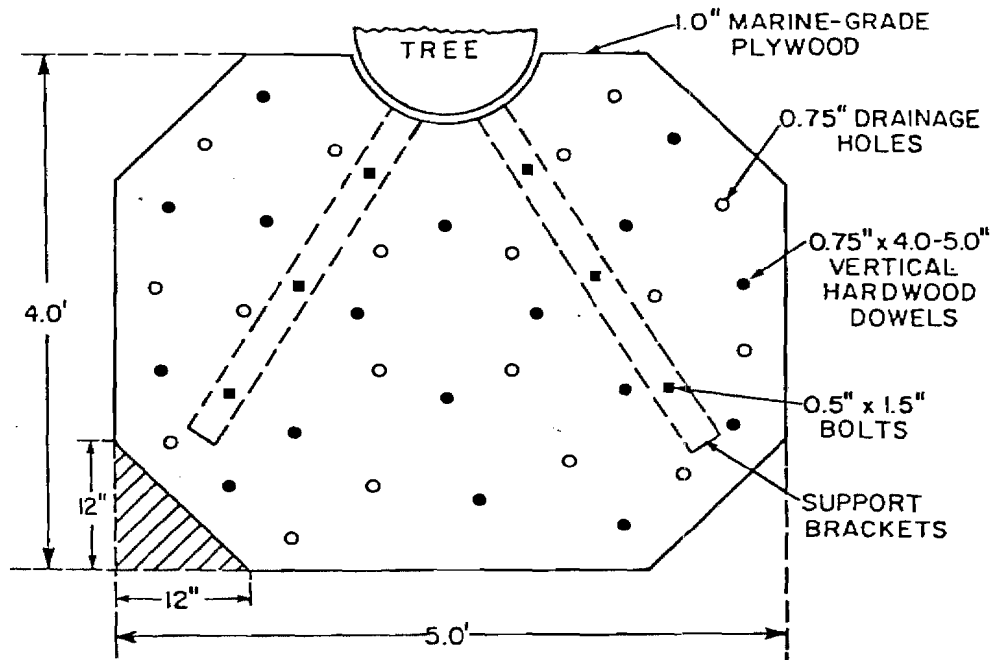 TREE
1.0" MARINE-GRADE
PLYWOOD
0.75" DRAINAGE
HOLES
0.75" x 4.0-5.0"
VERTICAL
HARDWOOD
DOWELS
4.0'
0.5" x 1.5"
BOLTS
12"
SUPPORT
BRACKETS
12"
5.0'